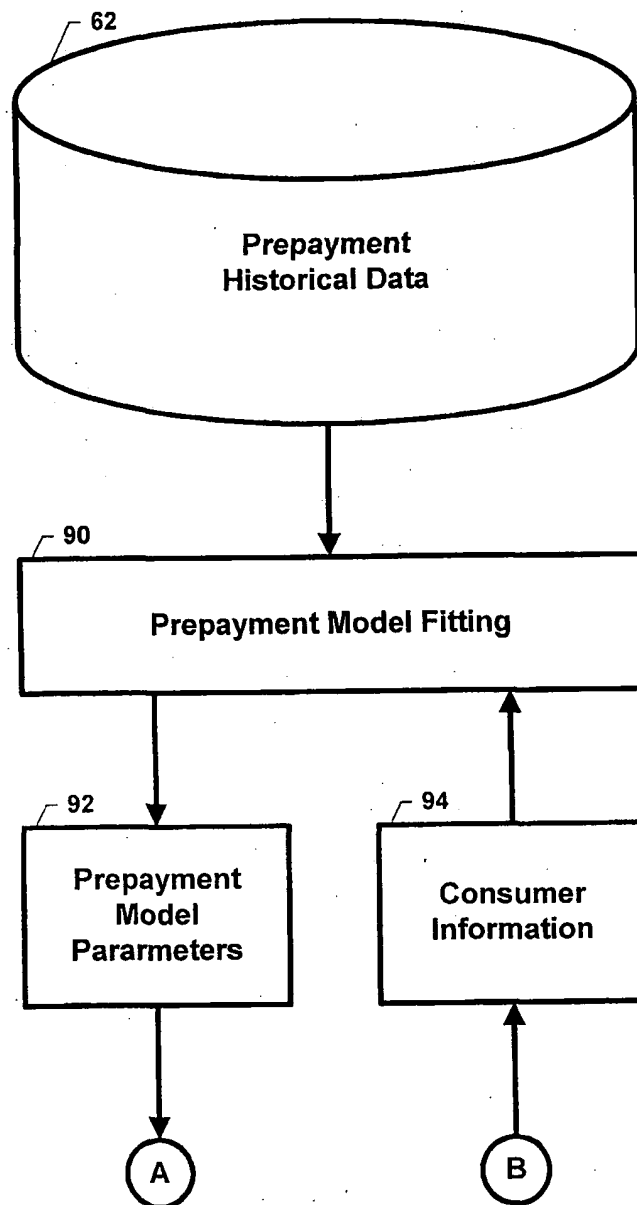 62
Prepayment
Historical Data
90
Prepayment Model Fitting
92
Prepayment
Model
Pararmeters
94
Consumer
Information
A
B